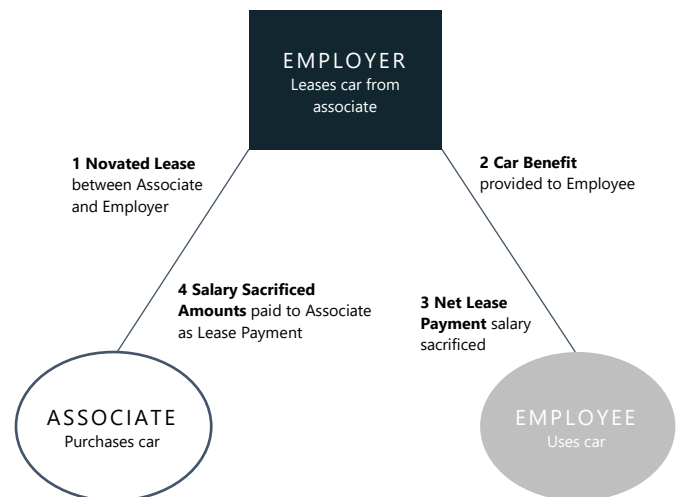 EMPLOYER
Leases car from
associate
1 Novated Lease
between Associate
and Employer
2 Car Benefit
provided to Employee
4 Salary Sacrificed
Amounts paid to Associate
as Lease Payment
3 Net Lease
Payment salary
sacrificed
ASSOCIATE
Purchases car
EMPLOYEE
Uses car